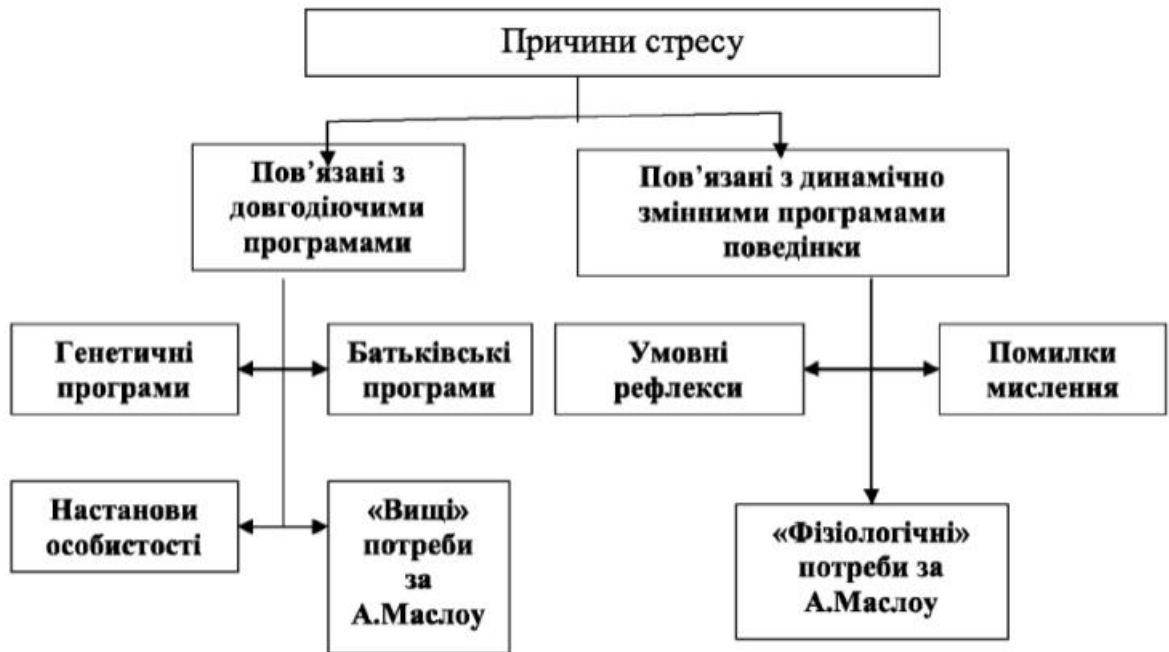 Причини стресу
Пов’язані з
довгодіючими
програмами
Пов’язані з динамічно
змінними програмами
поведінки
Генетичні
програми
Батьківські
програми
Умовні
рефлекси
Помилки
мислення
Настанови
особистості
«Вищі»
потреби
за
А.Маслоу
«Фізіологічні»
потреби за
А.Маслоу